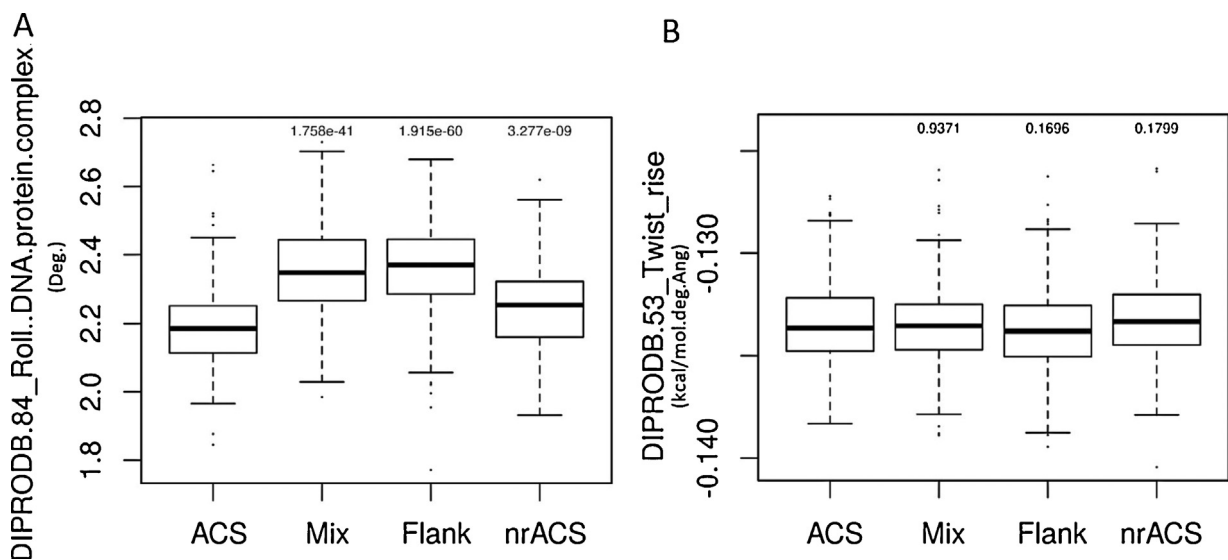 A
DIPRODB.84_Roll..DNA.protein.complex.
(Deg.)
2.8
2.6
2.4
2.2
2.0
1.8
1.758e-41
1.915e-60
3.277e-09
ACS
Mix
Flank
nrACS
B
DIPRODB.53_Twist_rise
(kcal/mol.deg.Ang)
-0.130
-0.140
0.9371
0.1696
0.1799
ACS
Mix
Flank
nrACS